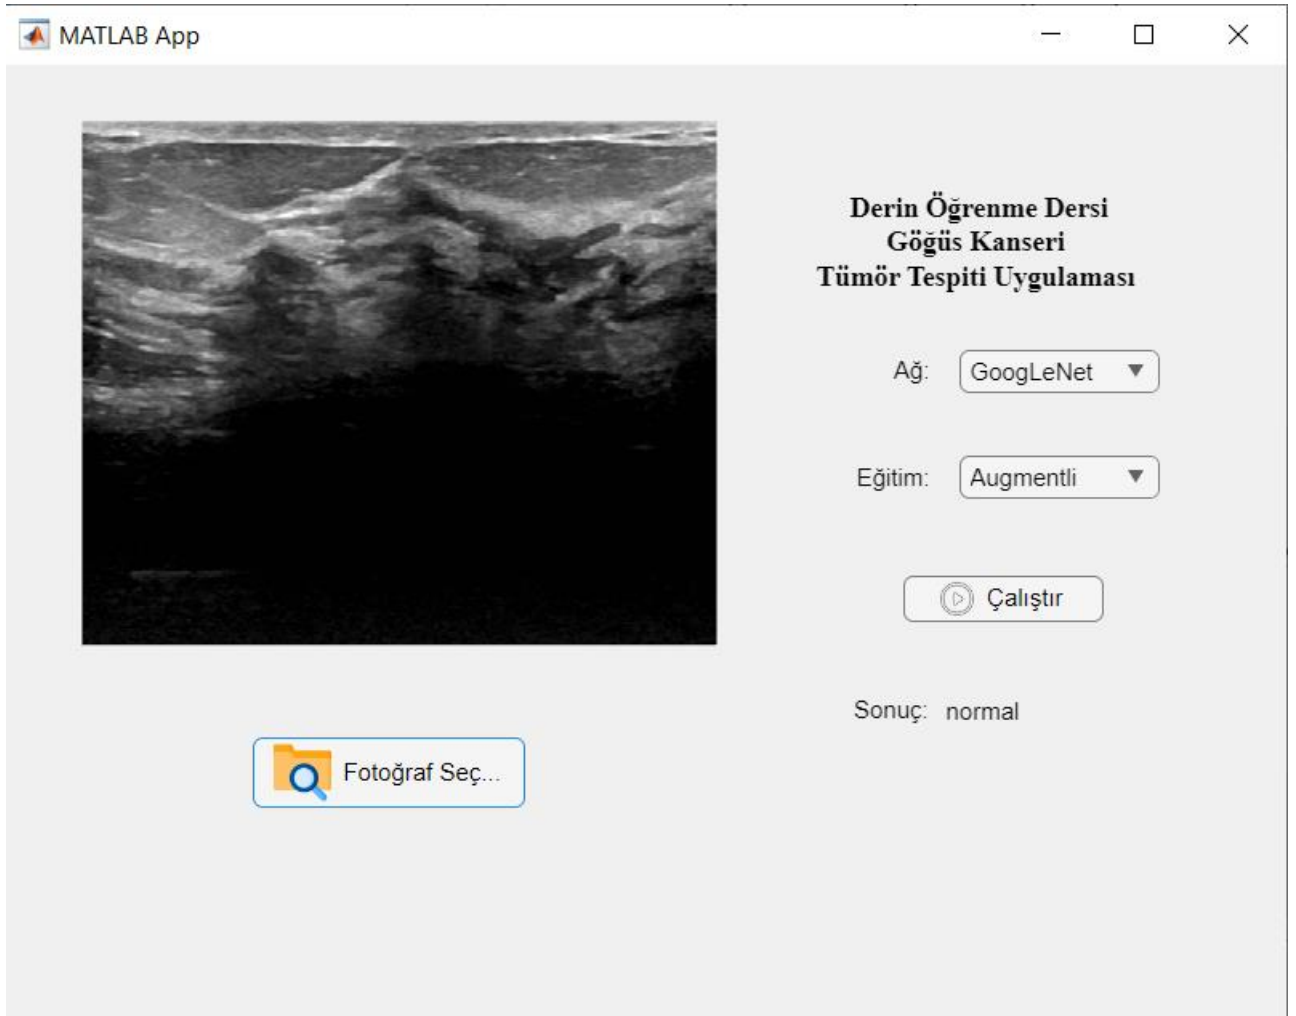 MATLAB App
Derin Öğrenme Dersi
Göğüs Kanseri
Tümör Tespiti Uygulaması
Ağ: GoogLeNet
Eğitim: Augmentli
Çalıştır
Sonuç: normal
Fotoğraf Seç...